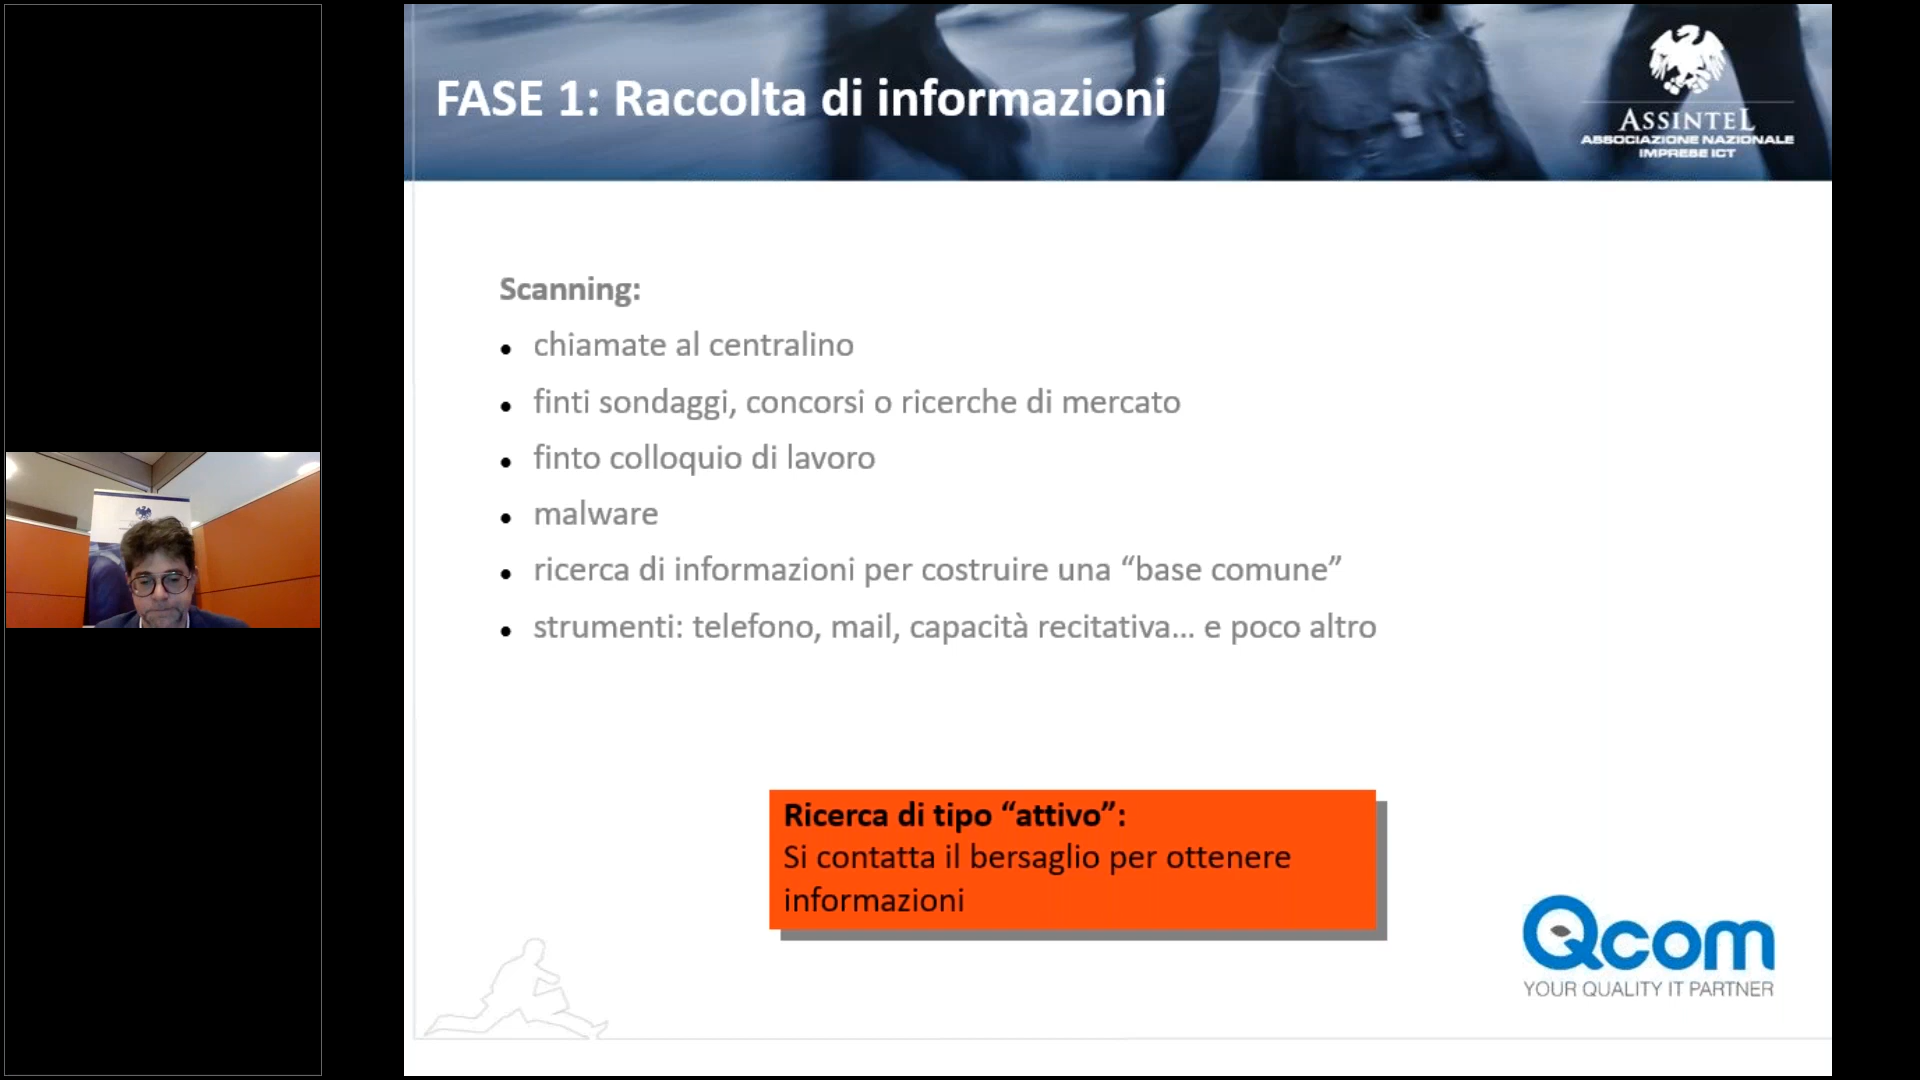 FASE 1: Raccolta di informazioni
ASSINTEL
ASSOCIAZIONE NAZIONALE
IMPRESE ICT
Scanning:
• chiamate al centralino
• finti sondaggi, concorsi o ricerche di mercato
• finto colloquio di lavoro
• malware
• ricerca di informazioni per costruire una “base comune”
• strumenti: telefono, mail, capacità recitativa... e poco altro
Ricerca di tipo “attivo”:
Si contatta il bersaglio per ottenere
informazioni
Qcom
YOUR QUALITY IT PARTNER